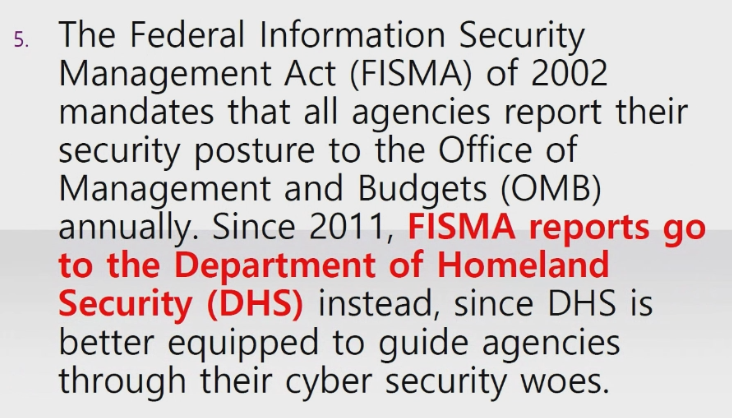 5. The Federal Information Security
Management Act (FISMA) of 2002
mandates that all agencies report their
security posture to the Office of
Management and Budgets (OMB)
annually. Since 2011, FISMA reports go
to the Department of Homeland
Security (DHS) instead, since DHS is
better equipped to guide agencies
through their cyber security woes.